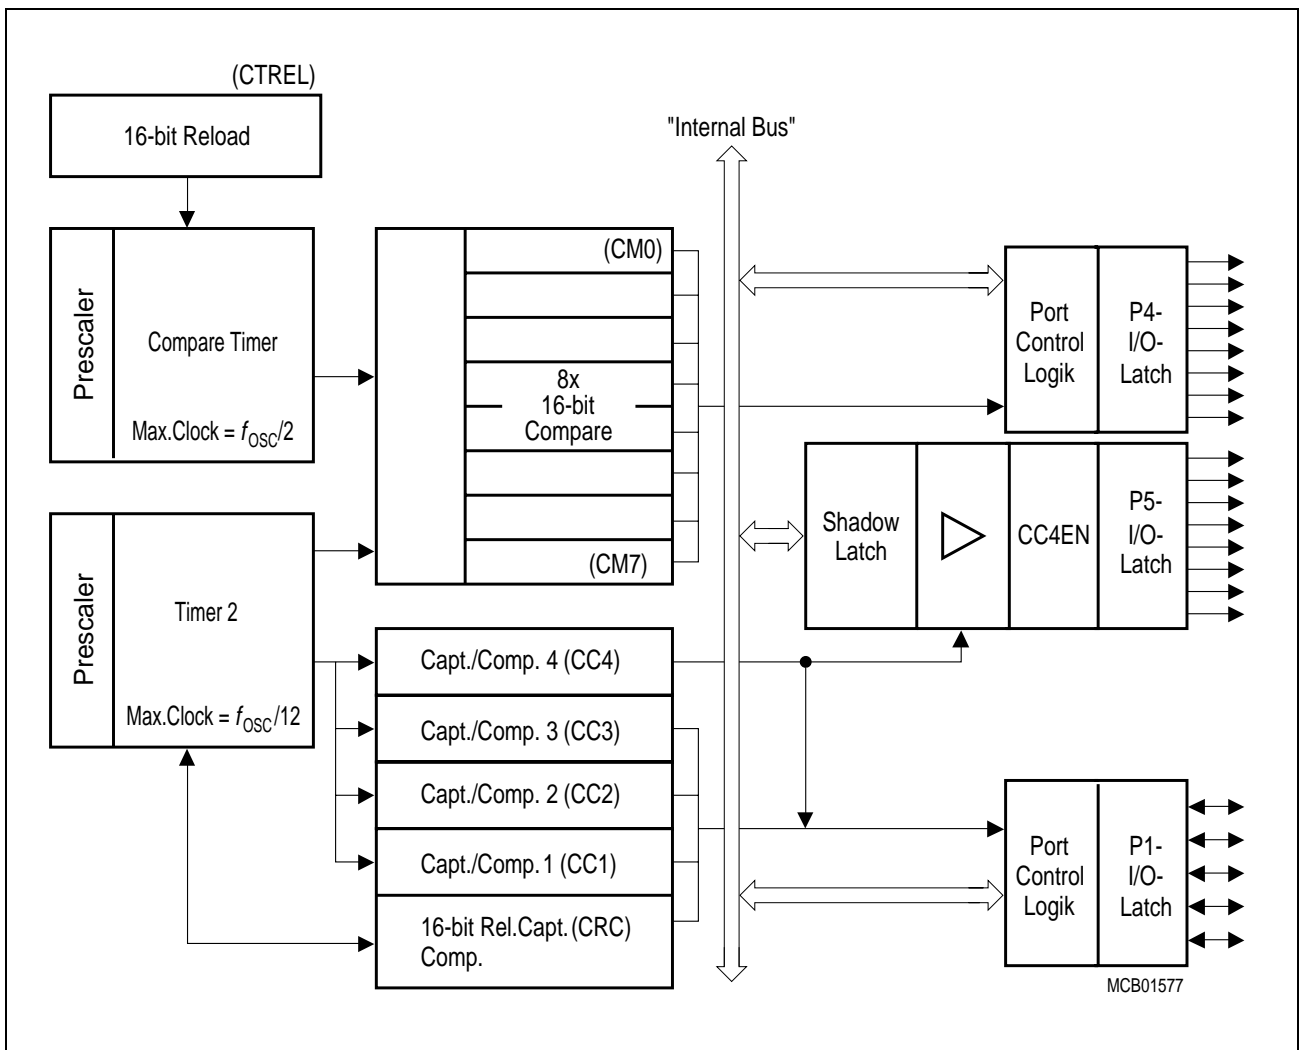 (CTREL)
16-bit Reload
"Internal Bus"
Prescaler
Compare Timer
Max.Clock = fOSC/2
(CM0)
8x
16-bit
Compare
(CM7)
Port
Control
Logik
P4-
I/O-
Latch
Shadow
Latch
CC4EN
P5-
I/O-
Latch
Prescaler
Timer 2
Max.Clock = fOSC/12
Capt./Comp. 4 (CC4)
Capt./Comp. 3 (CC3)
Capt./Comp. 2 (CC2)
Capt./Comp. 1 (CC1)
16-bit Rel.Capt. (CRC)
Comp.
Port
Control
Logik
P1-
I/O-
Latch
MCB01577